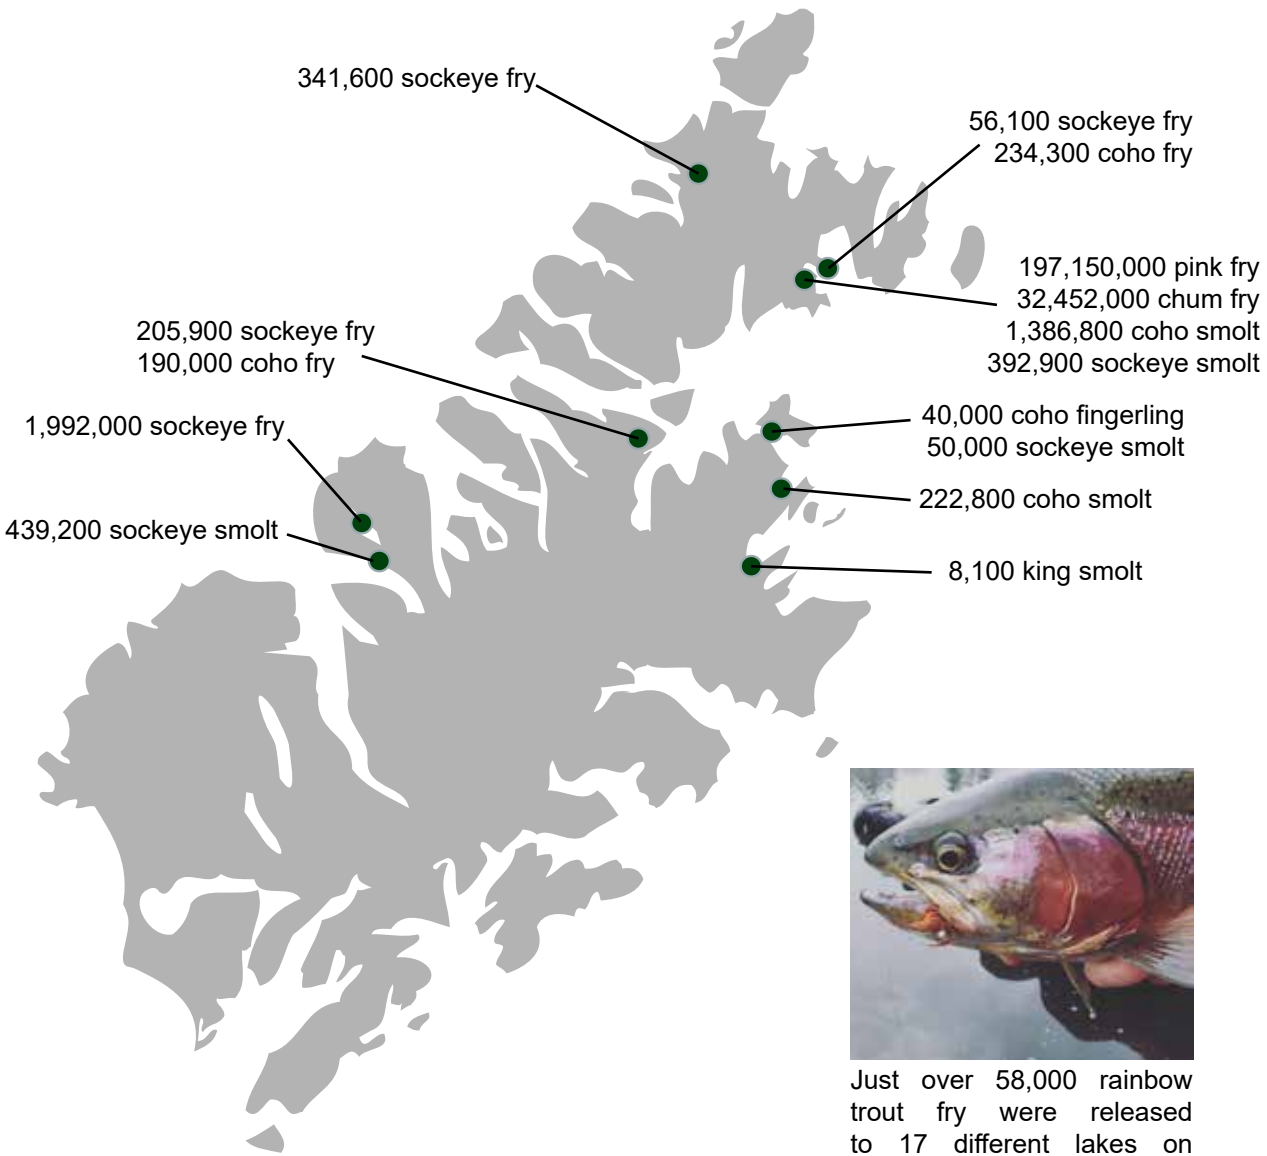 341,600 sockeye fry
56,100 sockeye fry
234,300 coho fry
197,150,000 pink fry
32,452,000 chum fry
1,386,800 coho smolt
392,900 sockeye smolt
205,900 sockeye fry
190,000 coho fry
1,992,000 sockeye fry
40,000 coho fingerling
50,000 sockeye smolt
222,800 coho smolt
439,200 sockeye smolt
8,100 king smolt
Just over 58,000 rainbow
trout fry were released
to 17 different lakes on